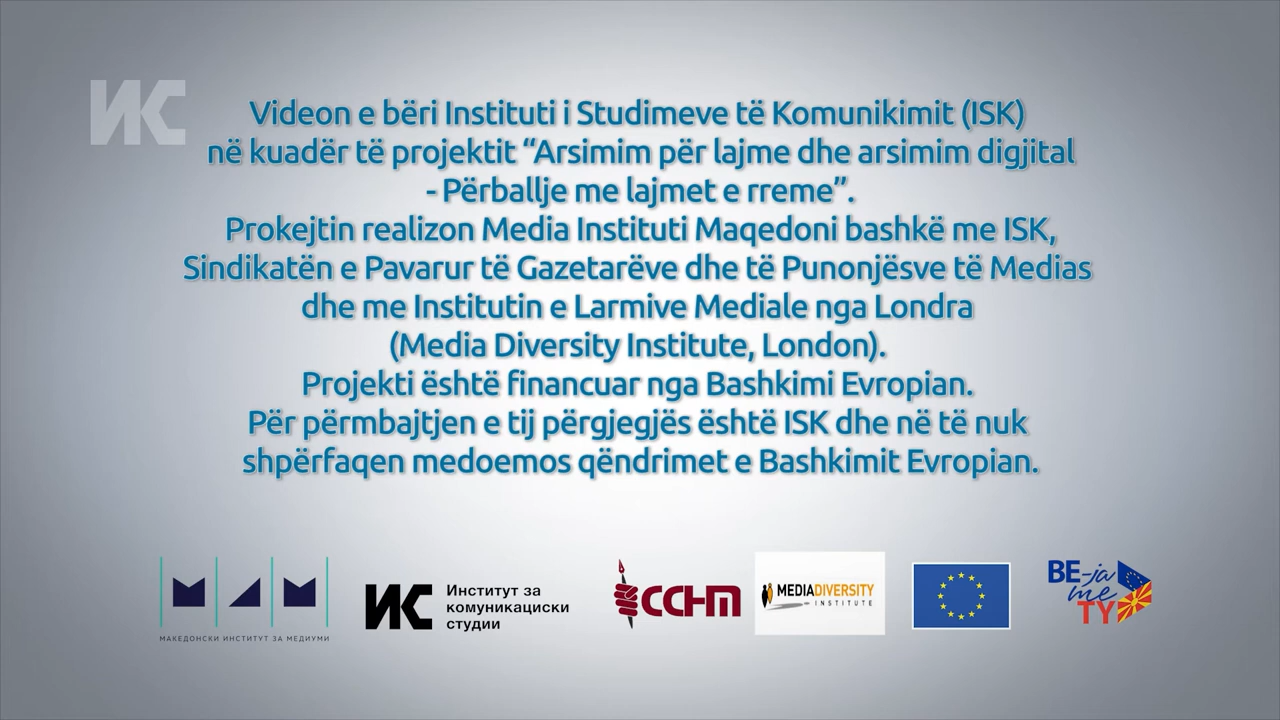 ИС
Videon e bëri Instituti i Studimeve të Komunikimit (ISK)
në kuadër të projektit “Arsimim për lajme dhe arsimim digjital
- Përballje me lajmet e rreme”.
Prokejtin realizon Media Instituti Maqedoni bashkë me ISK,
Sindikatën e Pavarur të Gazetarëve dhe të Punonjësve të Medias
dhe me Institutin e Larmive Mediale nga Londra
(Media Diversity Institute, London).
Projekti është financuar nga Bashkimi Evropian.
Për përmbajtjen e tij përgjegjës është ISK dhe në të nuk
shpërfaqen medoemos qëndrimet e Bashkimit Evropian.
МИМ
МАКЕДОНСКИ ИНСТИТУТ ЗА МЕДИУМИ
ИС
Институт за
комуникациски
студии
ССНМ
MEDIADIVERSITY
INSTITUTE
BE-ja
me
TY